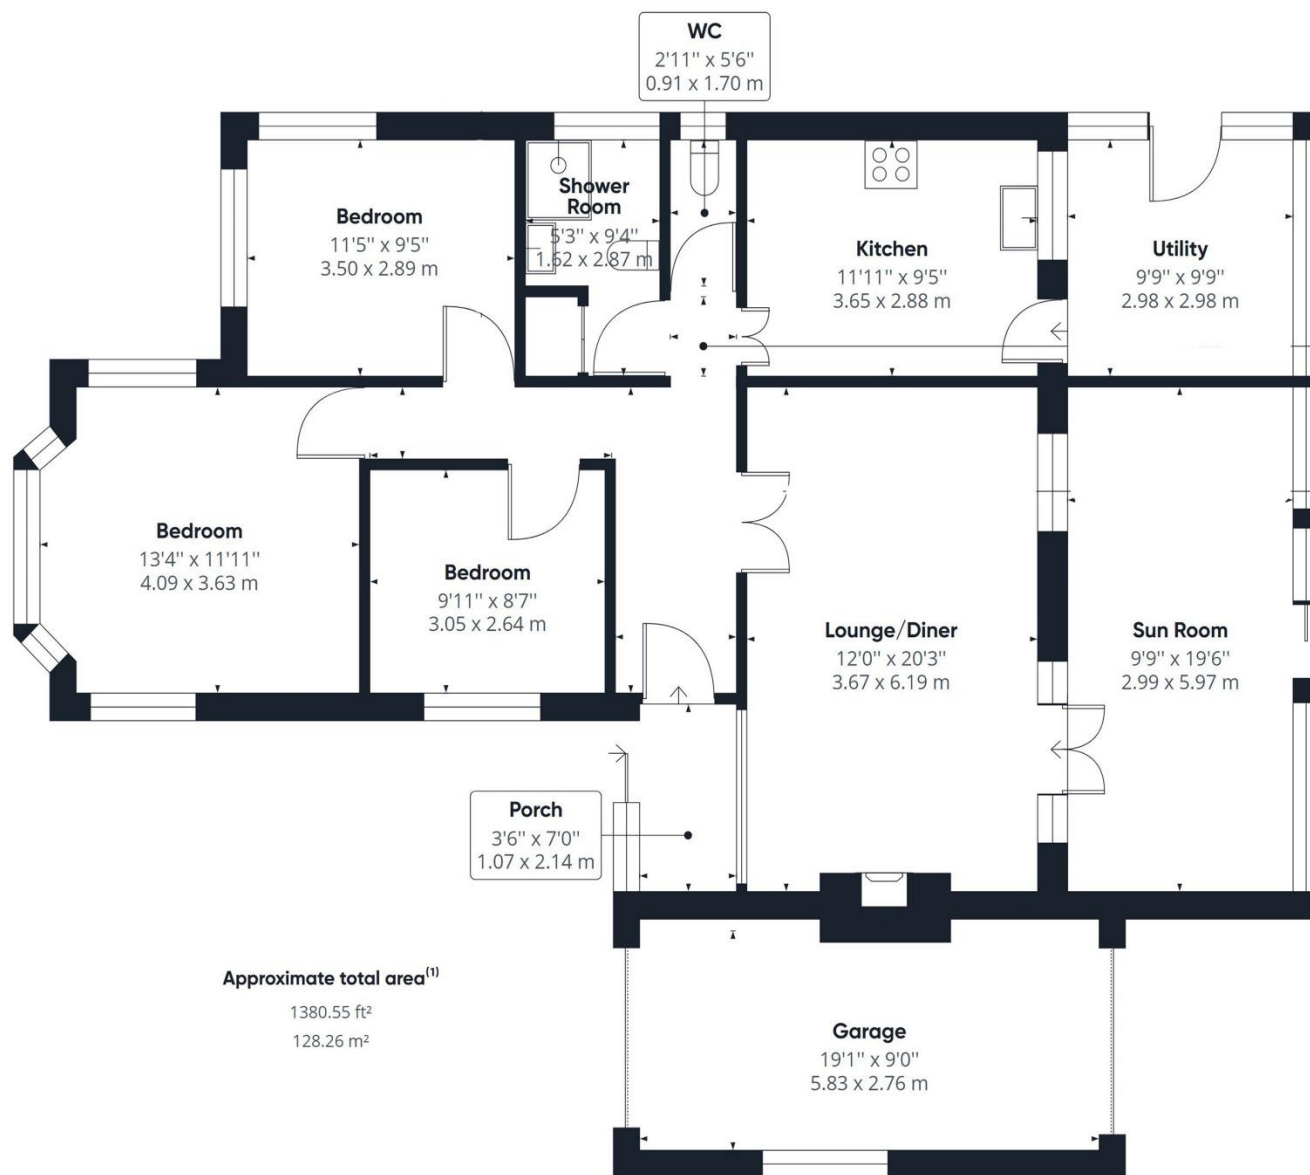 WC
2'11'' x 5'6''
0.91 x 1.70 m
Bedroom
11'5'' x 9'5''
3.50 x 2.89 m
Shower
Room
5'3'' x 9'4''
1.62 x 2.87 m
Kitchen
11'11'' x 9'5''
3.65 x 2.88 m
Utility
9'9'' x 9'9''
2.98 x 2.98 m
Bedroom
13'4'' x 11'11''
4.09 x 3.63 m
Bedroom
9'11'' x 8'7''
3.05 x 2.64 m
Lounge/Diner
12'0'' x 20'3''
3.67 x 6.19 m
Sun Room
9'9'' x 19'6''
2.99 x 5.97 m
Porch
3'6'' x 7'0''
1.07 x 2.14 m
Approximate total area(1)
1380.55 ft²
128.26 m²
Garage
19'1'' x 9'0''
5.83 x 2.76 m